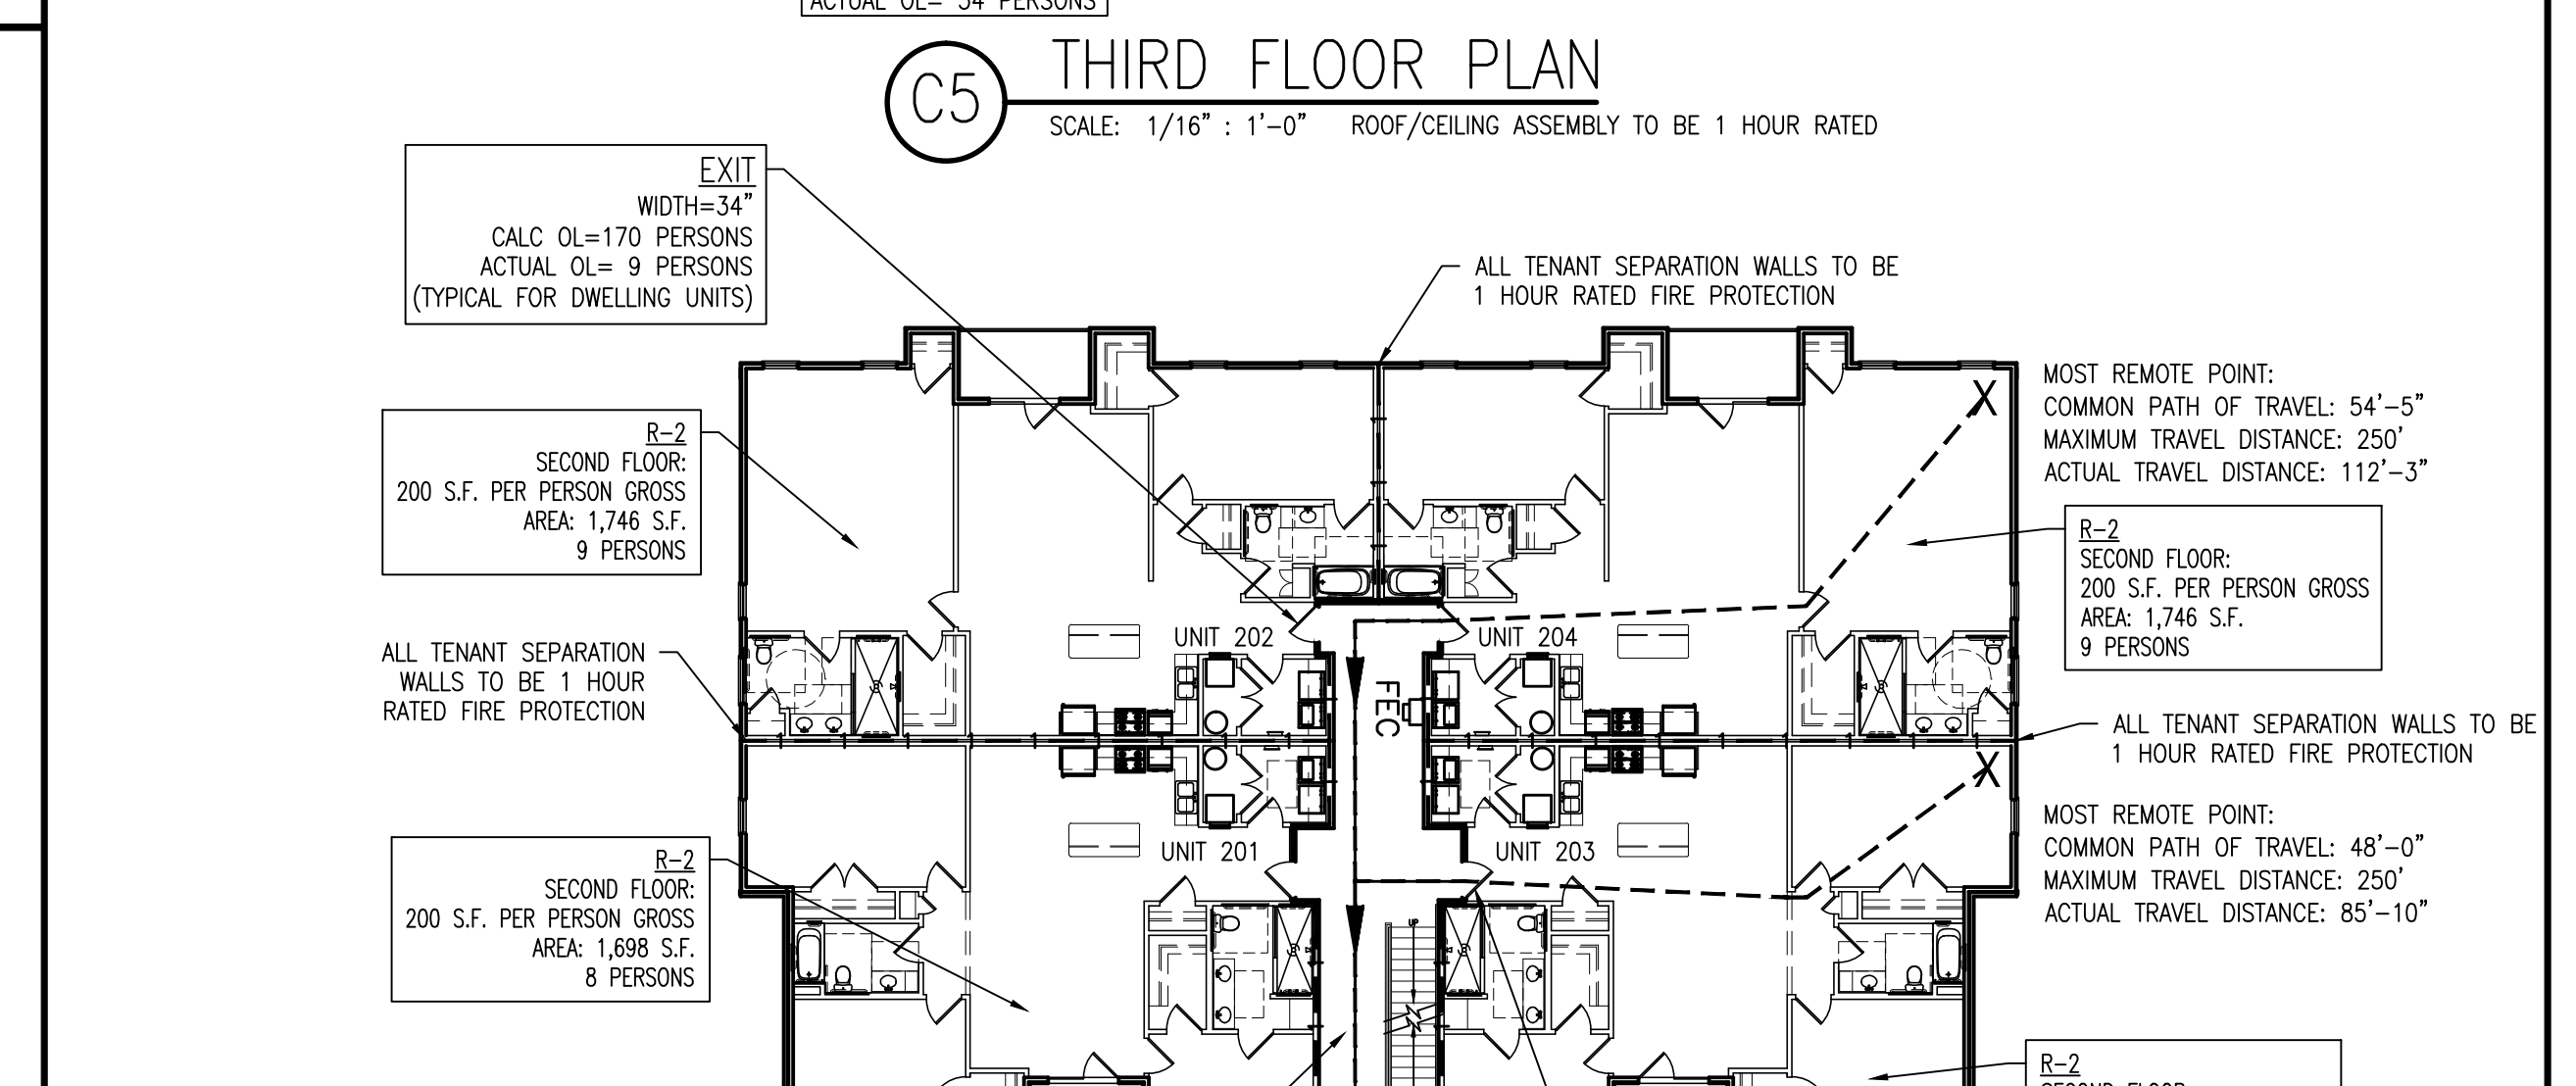 ACTUAL OL= 54 PERSONS
C5
THIRD FLOOR PLAN
SCALE: 1/16" : 1'-0" ROOF/CEILING ASSEMBLY TO BE 1 HOUR RATED
EXIT
WIDTH=34"
CALC OL=170 PERSONS
ACTUAL OL= 9 PERSONS
(TYPICAL FOR DWELLING UNITS)
ALL TENANT SEPARATION WALLS TO BE
1 HOUR RATED FIRE PROTECTION
R-2
SECOND FLOOR:
200 S.F. PER PERSON GROSS
AREA: 1,746 S.F.
9 PERSONS
X
MOST REMOTE POINT:
COMMON PATH OF TRAVEL: 54'-5"
MAXIMUM TRAVEL DISTANCE: 250'
ACTUAL TRAVEL DISTANCE: 112'-3"
R-2
SECOND FLOOR:
200 S.F. PER PERSON GROSS
AREA: 1,746 S.F.
9 PERSONS
UNIT 202
UNIT 204
ALL TENANT SEPARATION
WALLS TO BE 1 HOUR
RATED FIRE PROTECTION
FEC
ALL TENANT SEPARATION WALLS TO BE
1 HOUR RATED FIRE PROTECTION
X
UNIT 201
UNIT 203
MOST REMOTE POINT:
COMMON PATH OF TRAVEL: 48'-0"
MAXIMUM TRAVEL DISTANCE: 250'
ACTUAL TRAVEL DISTANCE: 85'-10"
R-2
SECOND FLOOR:
200 S.F. PER PERSON GROSS
AREA: 1,698 S.F.
8 PERSONS
UP
R-2
SECOND FLOOR: